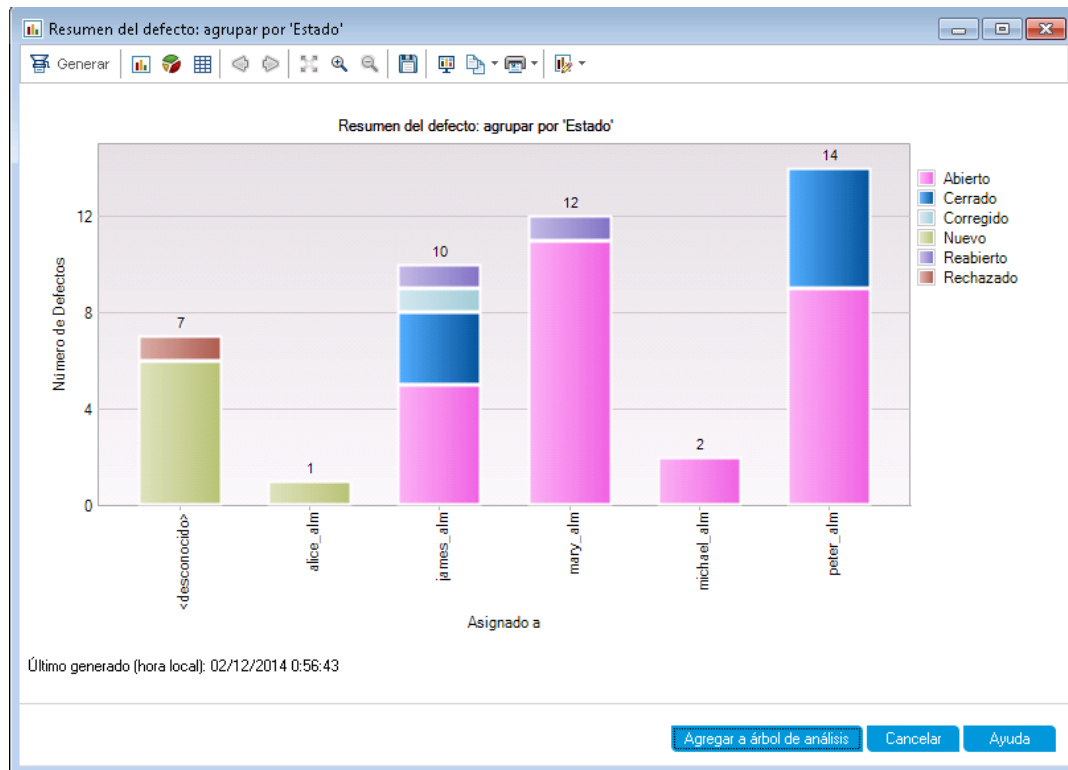 Resumen del defecto: agrupar por 'Estado'
Generar
Resumen del defecto: agrupar por 'Estado'
14
12
10
7
2
1
12
8
4
0
Número de Defectos
Abierto
Cerrado
Corregido
Nuevo
Reabierto
Rechazado
<desconocido>
alice_alm
james_alm
mary_alm
michael_alm
peter_alm
Asignado a
Último generado (hora local): 02/12/2014 0:56:43
Agregar a árbol de análisis
Cancelar
Ayuda